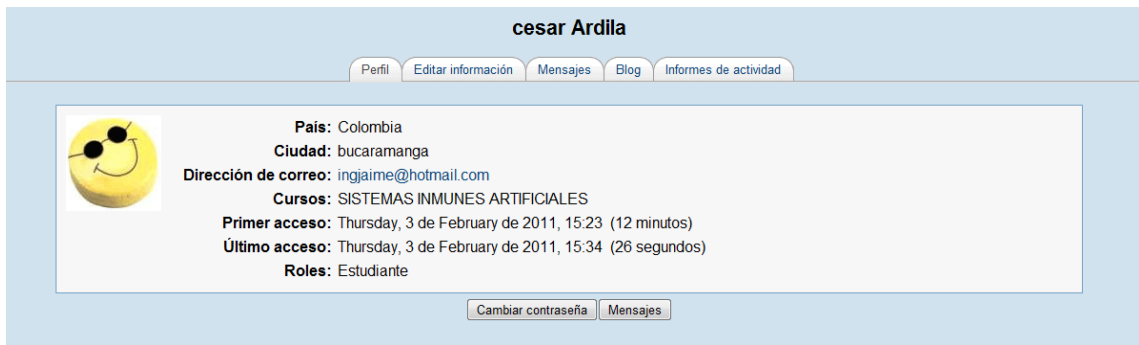 cesar Ardila
Perfil Editar información Mensajes Blog Informes de actividad
País: Colombia
Ciudad: bucaramanga
Dirección de correo: ingjaime@hotmail.com
Cursos: SISTEMAS INMUNES ARTIFICIALES
Primer acceso: Thursday, 3 de February de 2011, 15:23 (12 minutos)
Último acceso: Thursday, 3 de February de 2011, 15:34 (26 segundos)
Roles: Estudiante
Cambiar contraseña Mensajes